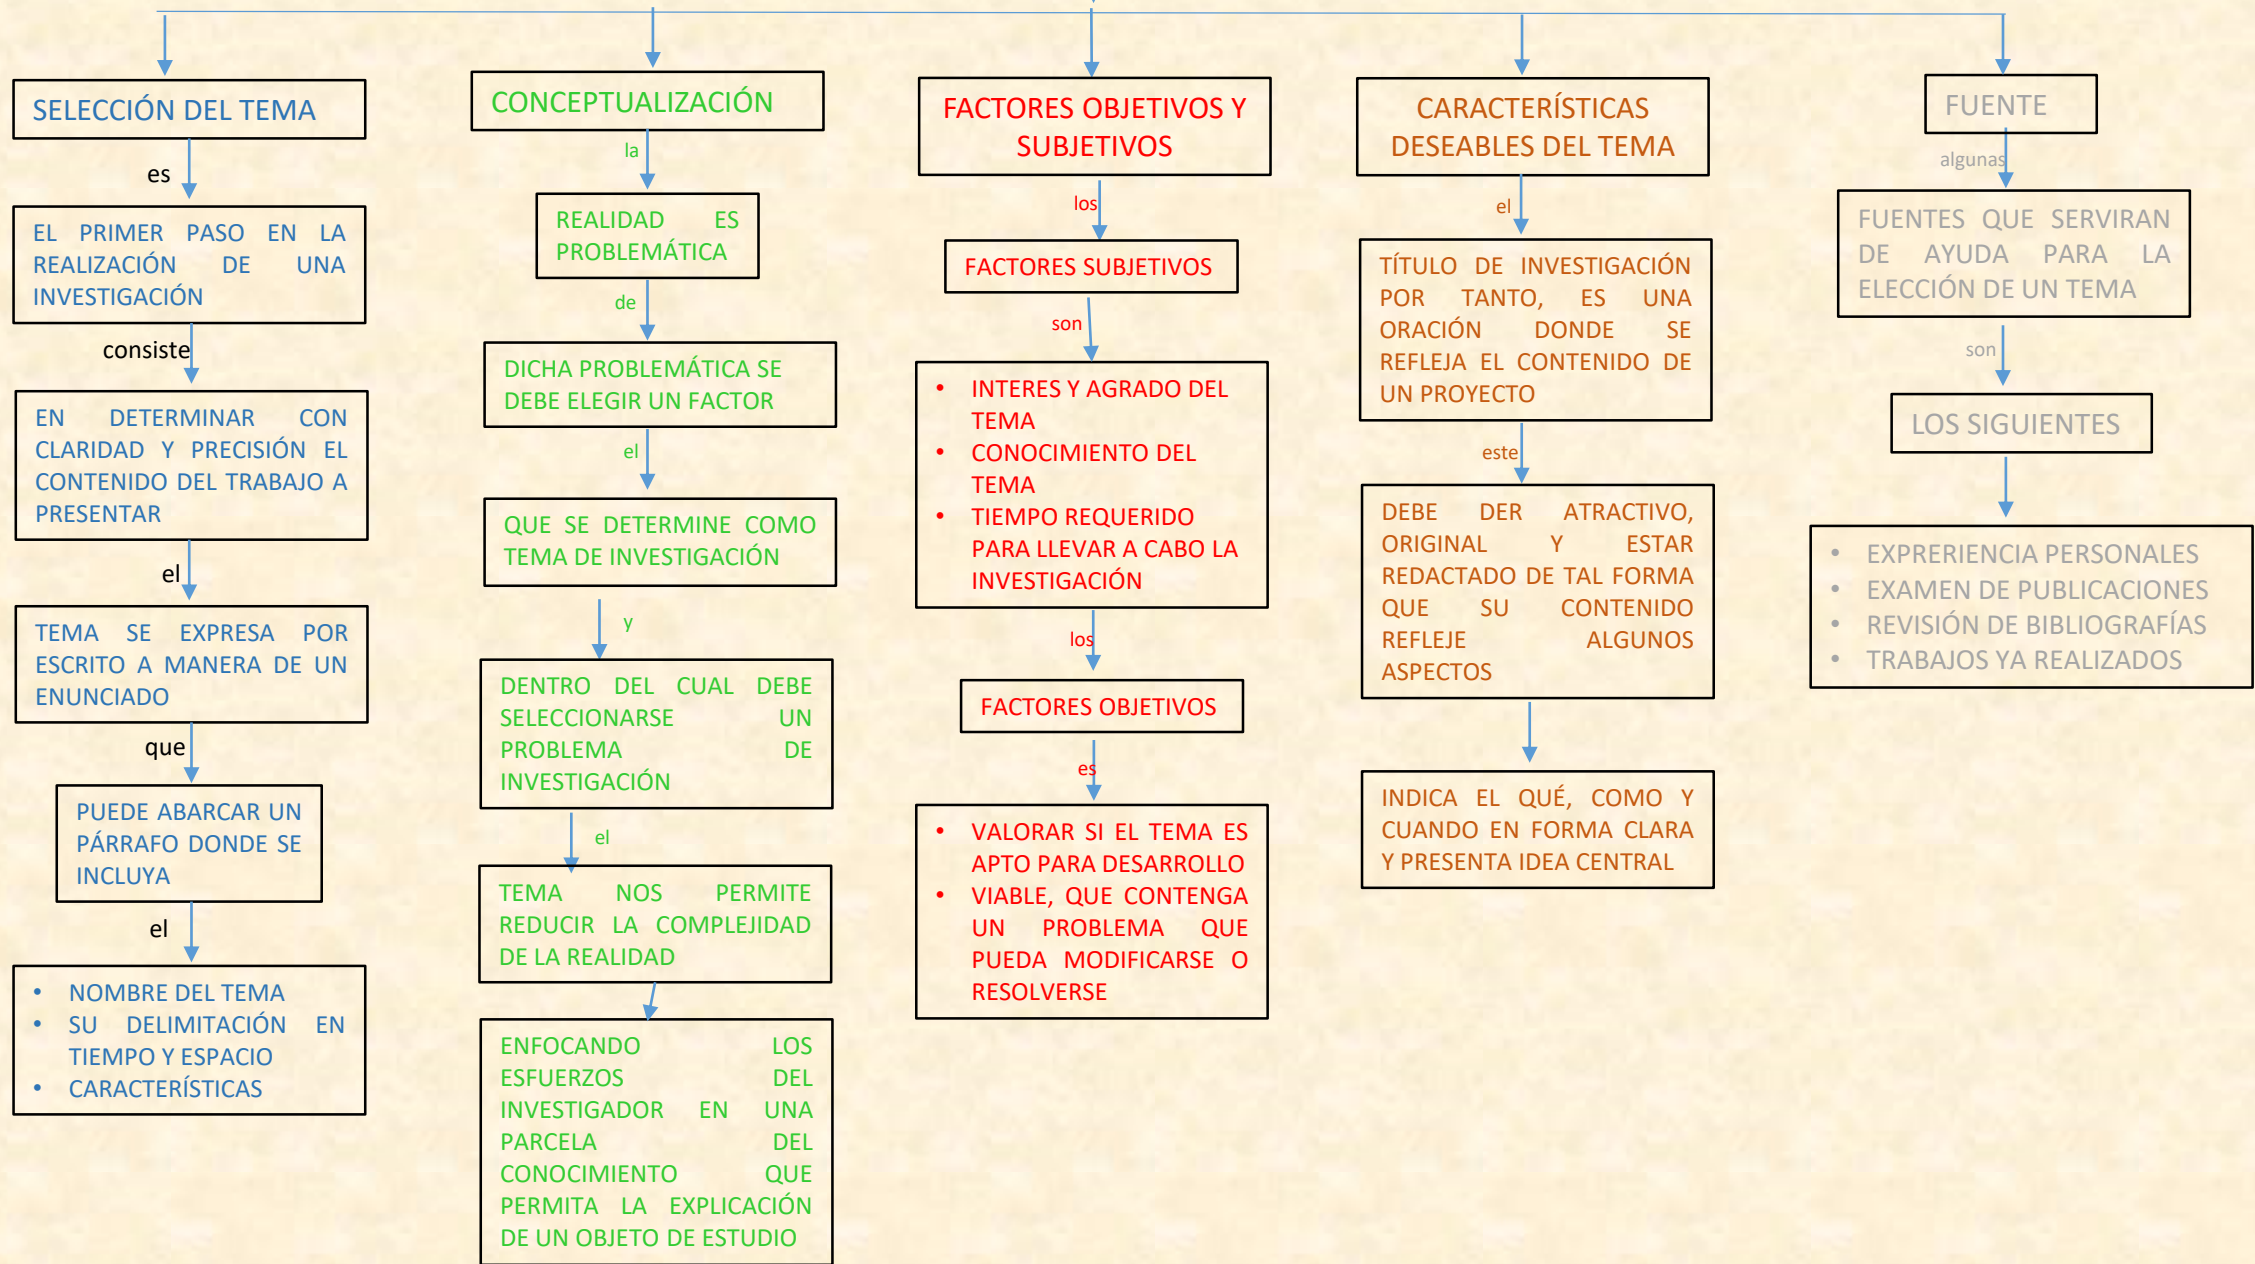 SELECCIÓN DEL TEMA
es
EL PRIMER PASO EN LA
REALIZACIÓN DE UNA
INVESTIGACIÓN
consiste
EN DETERMINAR CON
CLARIDAD Y PRECISIÓN EL
CONTENIDO DEL TRABAJO A
PRESENTAR
el
TEMA SE EXPRESA POR
ESCRITO A MANERA DE UN
ENUNCIADO
que
PUEDE ABARCAR UN
PÁRRAFO DONDE SE
INCLUYA
el
• NOMBRE DEL TEMA
• SU DELIMITACIÓN EN
TIEMPO Y ESPACIO
• CARACTERÍSTICAS
CONCEPTUALIZACIÓN
la
REALIDAD ES
PROBLEMÁTICA
de
DICHA PROBLEMÁTICA SE
DEBE ELEGIR UN FACTOR
el
QUE SE DETERMINE COMO
TEMA DE INVESTIGACIÓN
y
DENTRO DEL CUAL DEBE
SELECCIONARSE UN
PROBLEMA DE
INVESTIGACIÓN
el
TEMA NOS PERMITE
REDUCIR LA COMPLEJIDAD
DE LA REALIDAD
ENFOCANDO LOS
ESFUERZOS DEL
INVESTIGADOR EN UNA
PARCELA DEL
CONOCIMIENTO QUE
PERMITA LA EXPLICACIÓN
DE UN OBJETO DE ESTUDIO
FACTORES OBJETIVOS Y
SUBJETIVOS
los
FACTORES SUBJETIVOS
son
• INTERES Y AGRADO DEL
TEMA
• CONOCIMIENTO DEL
TEMA
• TIEMPO REQUERIDO
PARA LLEVAR A CABO LA
INVESTIGACIÓN
los
FACTORES OBJETIVOS
es
• VALORAR SI EL TEMA ES
APTO PARA DESARROLLO
• VIABLE, QUE CONTENGA
UN PROBLEMA QUE
PUEDA MODIFICARSE O
RESOLVERSE
CARACTERÍSTICAS
DESEABLES DEL TEMA
el
TÍTULO DE INVESTIGACIÓN
POR TANTO, ES UNA
ORACIÓN DONDE SE
REFLEJA EL CONTENIDO DE
UN PROYECTO
este
DEBE DER ATRACTIVO,
ORIGINAL Y ESTAR
REDACTADO DE TAL FORMA
QUE SU CONTENIDO
REFLEJE ALGUNOS
ASPECTOS
INDICA EL QUÉ, COMO Y
CUANDO EN FORMA CLARA
Y PRESENTA IDEA CENTRAL
FUENTE
algunas
FUENTES QUE SERVIRAN
DE AYUDA PARA LA
ELECCIÓN DE UN TEMA
son
LOS SIGUIENTES
• EXPRERIENCIA PERSONALES
• EXAMEN DE PUBLICACIONES
• REVISIÓN DE BIBLIOGRAFÍAS
• TRABAJOS YA REALIZADOS